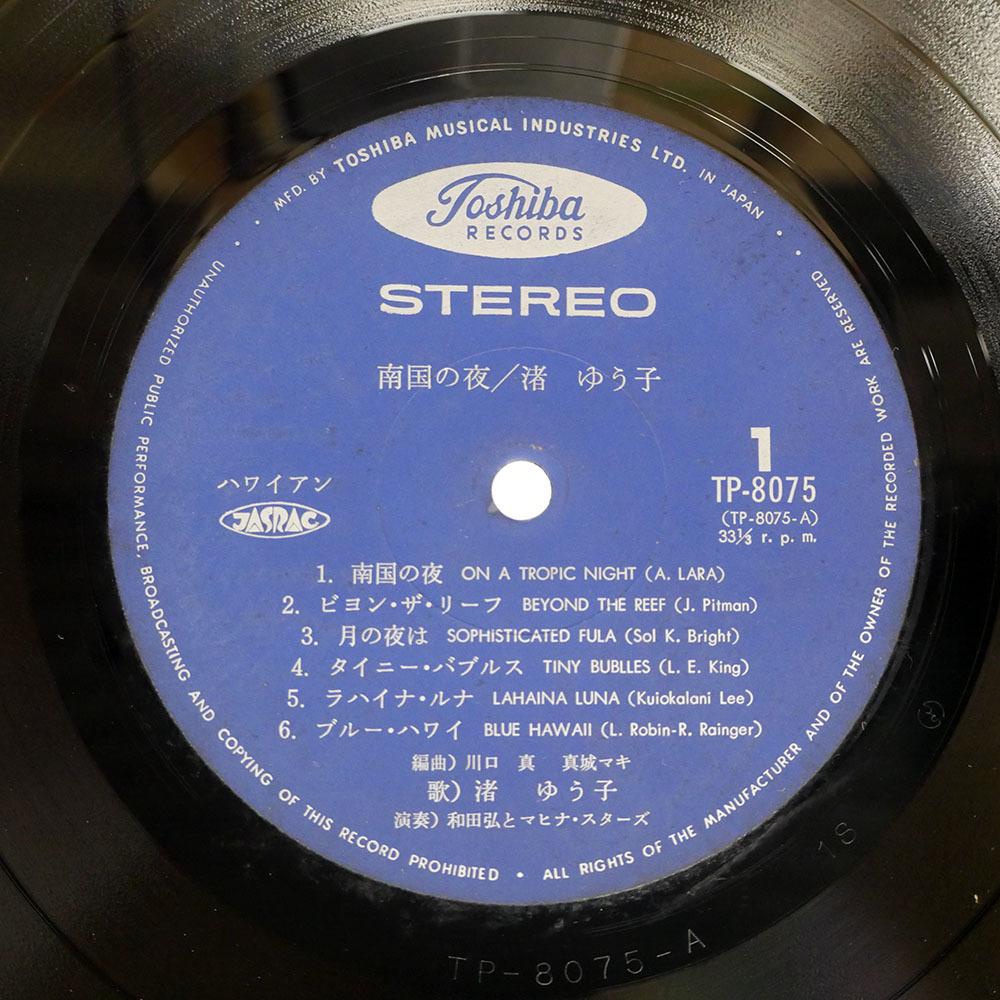 MFD. BY TOSHIBA MUSICAL INDUSTRIES LTD. IN JAPAN
Toshiba
RECORDS
STEREO
南国の夜／渚 ゆう子
1
TP-8075
(TP-8075-A)
33⅓ r. p. m.
ハワイアン
JASRAC
1. 南国の夜 ON A TROPIC NIGHT (A. LARA)
2. ビヨン・ザ・リーフ BEYOND THE REEF (J. Pitman)
3. 月の夜は SOPHISTICATED FULA (Sol K. Bright)
4. タイニー・バブルス TINY BUBLLES (L. E. King)
5. ラハイナ・ルナ LAHAINA LUNA (Kuiokalani Lee)
6. ブルー・ハワイ BLUE HAWAII (L. Robin-R. Rainger)
編曲) 川口 真 真城マキ
歌) 渚 ゆう子
演奏) 和田弘とマヒナ・スターズ
UNAUTHORIZED PUBLIC PERFORMANCE, BROADCASTING AND COPYING OF THIS RECORD PROHIBITED • ALL RIGHTS OF THE MANUFACTURER AND OF THE OWNER OF THE RECORDED WORK ARE RESERVED
1S
TP-8075-A